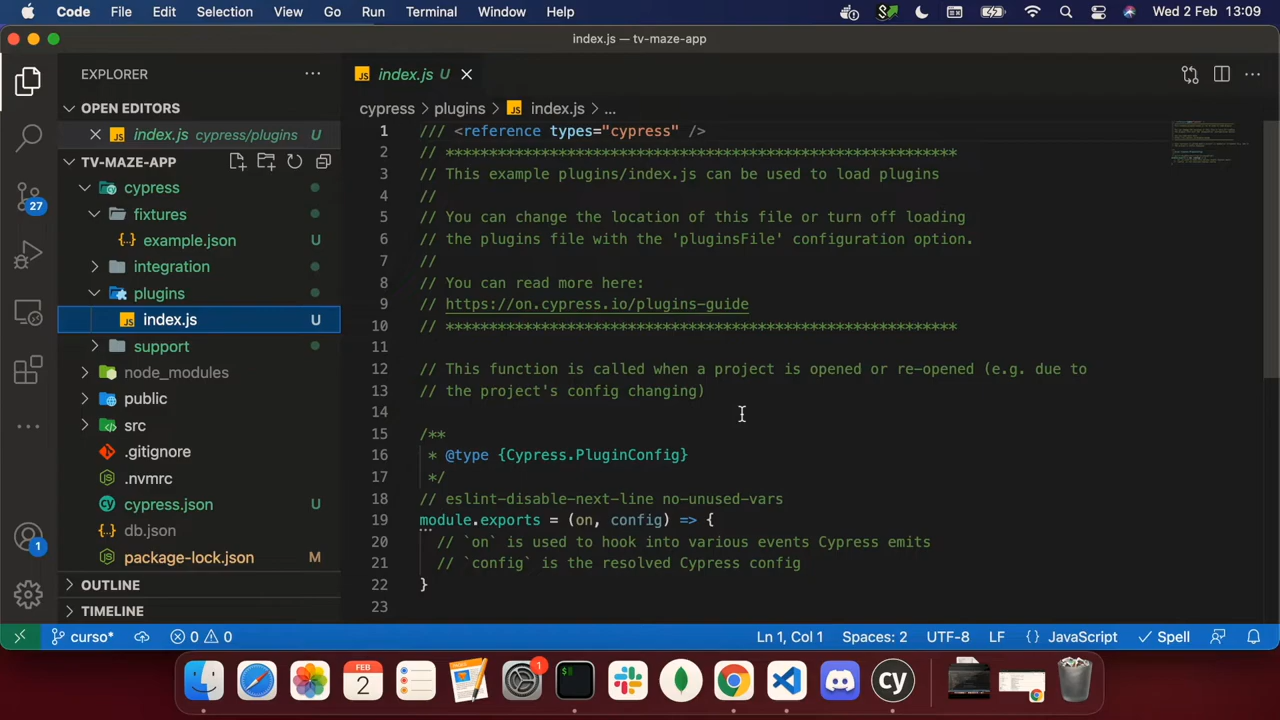 Code File Edit Selection View Go Run Terminal Window Help Wed 2 Feb 13:09
index.js — tv-maze-app
EXPLORER
OPEN EDITORS
index.js cypress/plugins U
TV-MAZE-APP
cypress
fixtures
example.json U
integration
plugins
index.js U
support
node_modules
public
src
.gitignore
.nvmrc
cypress.json U
db.json
package-lock.json M
OUTLINE
TIMELINE
27
1
index.js U
cypress > plugins > JS index.js > ...
1 /// <reference types="cypress" />
2 // ***********************************************************
3 // This example plugins/index.js can be used to load plugins
4 //
5 // You can change the location of this file or turn off loading
6 // the plugins file with the 'pluginsFile' configuration option.
7 //
8 // You can read more here:
9 // https://on.cypress.io/plugins-guide
10 // ***********************************************************
11
12 // This function is called when a project is opened or re-opened (e.g. due to
13 // the project's config changing)
14
15 /**
16 * @type {Cypress.PluginConfig}
17 */
18 // eslint-disable-next-line no-unused-vars
19 module.exports = (on, config) => {
20 // `on` is used to hook into various events Cypress emits
21 // `config` is the resolved Cypress config
22 }
23
curso* 0 0 Ln 1, Col 1 Spaces: 2 UTF-8 LF {} JavaScript Spell
FEB
2
1
cy